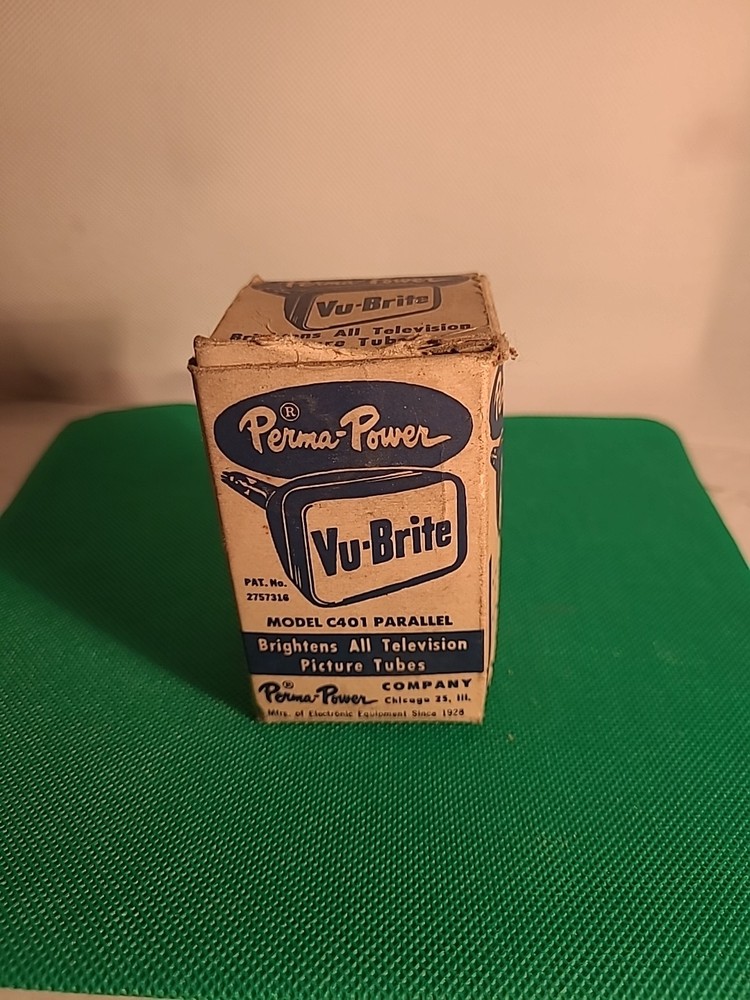 Perma-Power
Vu-Brite
Brightens All Television
Picture Tubes
Perma-Power
®
Vu-Brite
PAT. No.
2757316
MODEL C401 PARALLEL
Brightens All Television
Picture Tubes
Perma-Power® COMPANY
Chicago 25, Ill.
Mfrs. of Electronic Equipment Since 1928